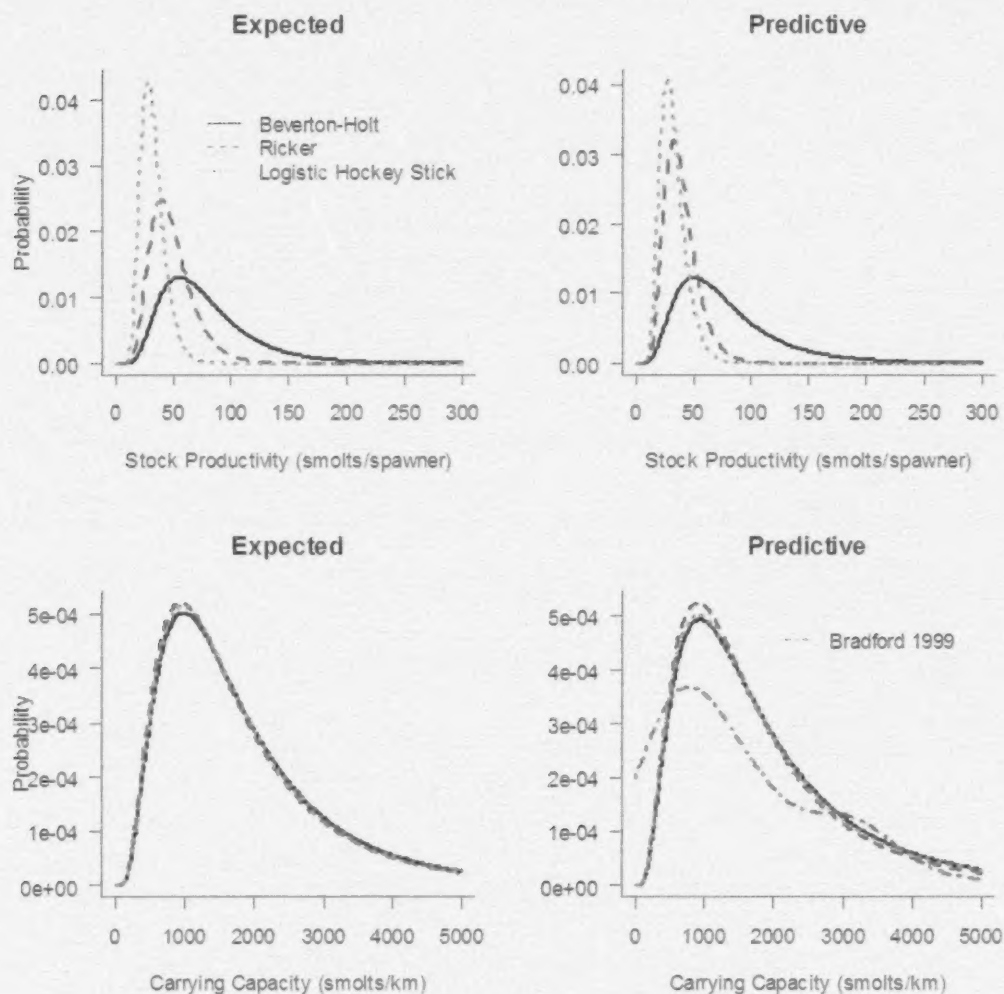 Expected
Predictive
Probability
0.04
0.03
0.02
0.01
0.00
Beverton-Holt
Ricker
Logistic Hockey Stick
0 50 100 150 200 250 300
Stock Productivity (smolts/spawner)
0.04
0.03
0.02
0.01
0.00
0 50 100 150 200 250 300
Stock Productivity (smolts/spawner)
Expected
Predictive
Probability
5e-04
4e-04
3e-04
2e-04
1e-04
0e+00
0 1000 2000 3000 4000 5000
Carrying Capacity (smolts/km)
5e-04
4e-04
3e-04
2e-04
1e-04
0e+00
Bradford 1999
0 1000 2000 3000 4000 5000
Carrying Capacity (smolts/km)